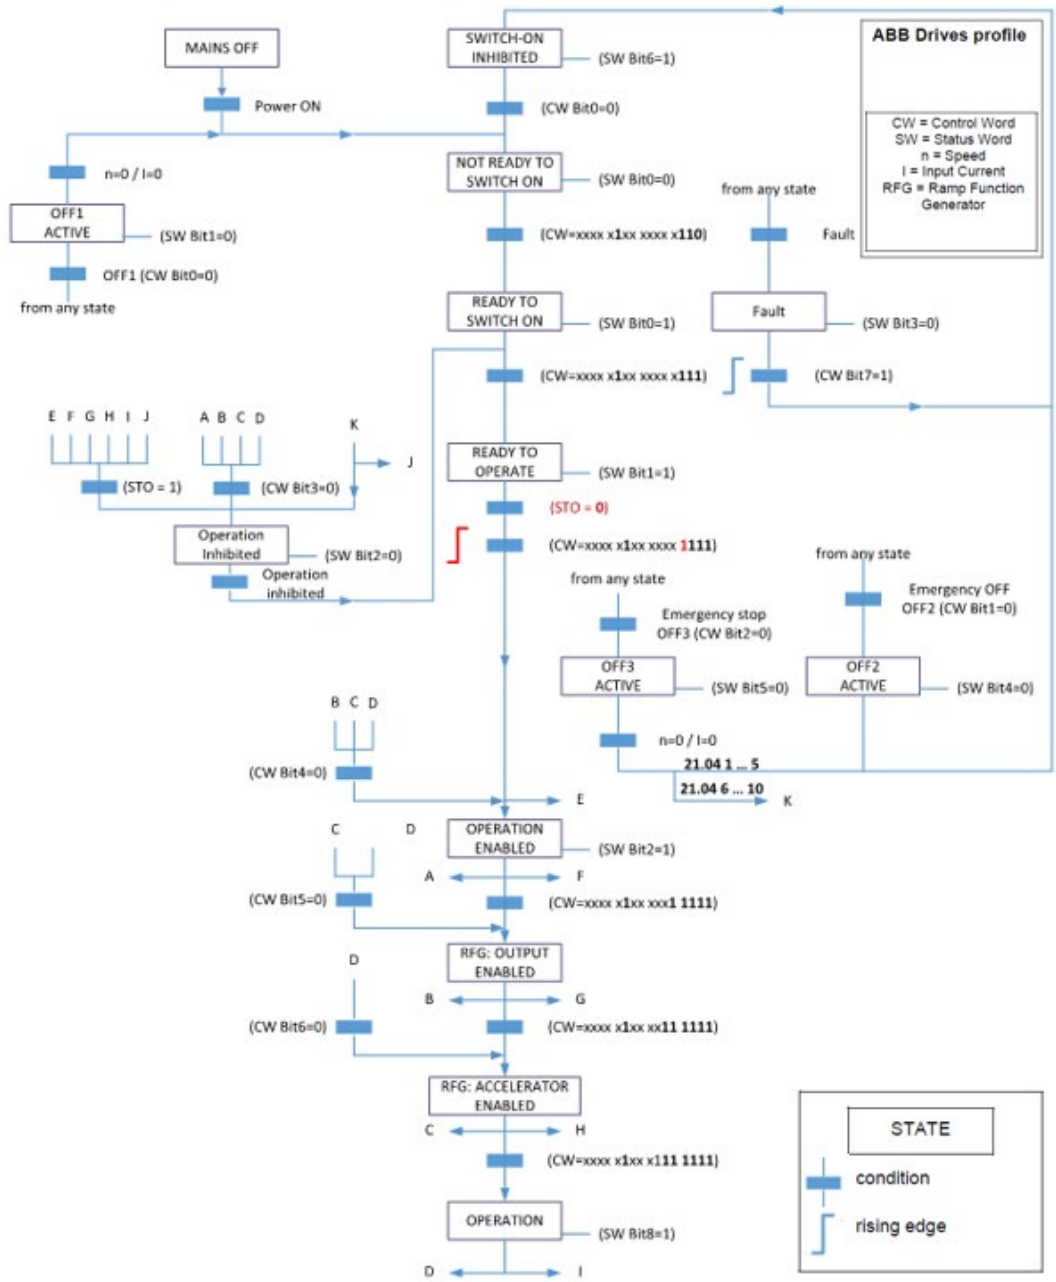 MAINS OFF
Power ON
SWITCH-ON
INHIBITED
(SW Bit6=1)
(CW Bit0=0)
ABB Drives profile
CW = Control Word
SW = Status Word
n = Speed
I = Input Current
RFG = Ramp Function
Generator
n=0 / I=0
NOT READY TO
SWITCH ON
(SW Bit0=0)
from any state
OFF1
ACTIVE
(SW Bit1=0)
(CW=xxxx x1xx xxxx x110)
Fault
OFF1 (CW Bit0=0)
from any state
READY TO
SWITCH ON
(SW Bit0=1)
Fault
(SW Bit3=0)
(CW=xxxx x1xx xxxx x111)
(CW Bit7=1)
E F G H I J
A B C D
K
J
READY TO
OPERATE
(SW Bit1=1)
(STO = 1)
(CW Bit3=0)
(STO = 0)
Operation
Inhibited
(SW Bit2=0)
(CW=xxxx x1xx xxxx 1111)
Operation
inhibited
from any state
from any state
Emergency stop
OFF3 (CW Bit2=0)
Emergency OFF
OFF2 (CW Bit1=0)
OFF3
ACTIVE
(SW Bit5=0)
OFF2
ACTIVE
(SW Bit4=0)
B C D
n=0 / I=0
(CW Bit4=0)
21.04 1 ... 5
21.04 6 ... 10
K
E
C D
OPERATION
ENABLED
(SW Bit2=1)
A F
(CW Bit5=0)
(CW=xxxx x1xx xxx1 1111)
D
RFG: OUTPUT
ENABLED
B G
(CW Bit6=0)
(CW=xxxx x1xx xx11 1111)
RFG: ACCELERATOR
ENABLED
C H
(CW=xxxx x1xx x111 1111)
OPERATION
(SW Bit8=1)
D I
STATE
condition
rising edge